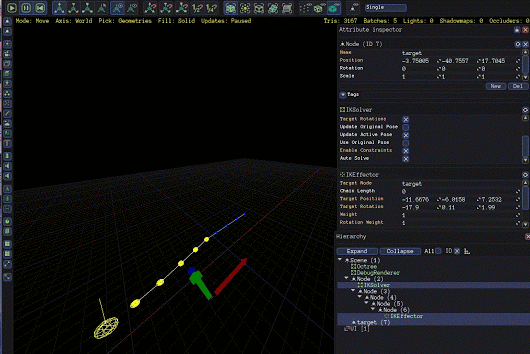 Single
Mode: Move Axis: World Pick: Geometries Fill: Solid Updates: Paused
Tris: 3167 Batches: 5 Lights: 0 Shadowmaps: 0 Occluders:
Attribute inspector
Node (ID 7)
Name target
Position -3.75005 -40.7557 17.7045
Rotation 0 0 0
Scale 1 1 1
New Del
Tags
IKSolver
Target Rotations
Update Original Pose
Update Active Pose
Use Original Pose
Enable Constraints
Auto Solve
IKEffector
Target Node target
Chain Length 0
Target Position -11.6676 -6.0158 7.2532
Target Rotation -17.9 0.11 1.99
Weight 1
Rotation Weight 1
Hierarchy
Expand Collapse All ID
Scene (1)
Octree
DebugRenderer
Node (2)
IKSolver
Node (3)
Node (4)
Node (5)
Node (6)
IKEffector
target (7)
UI [1]